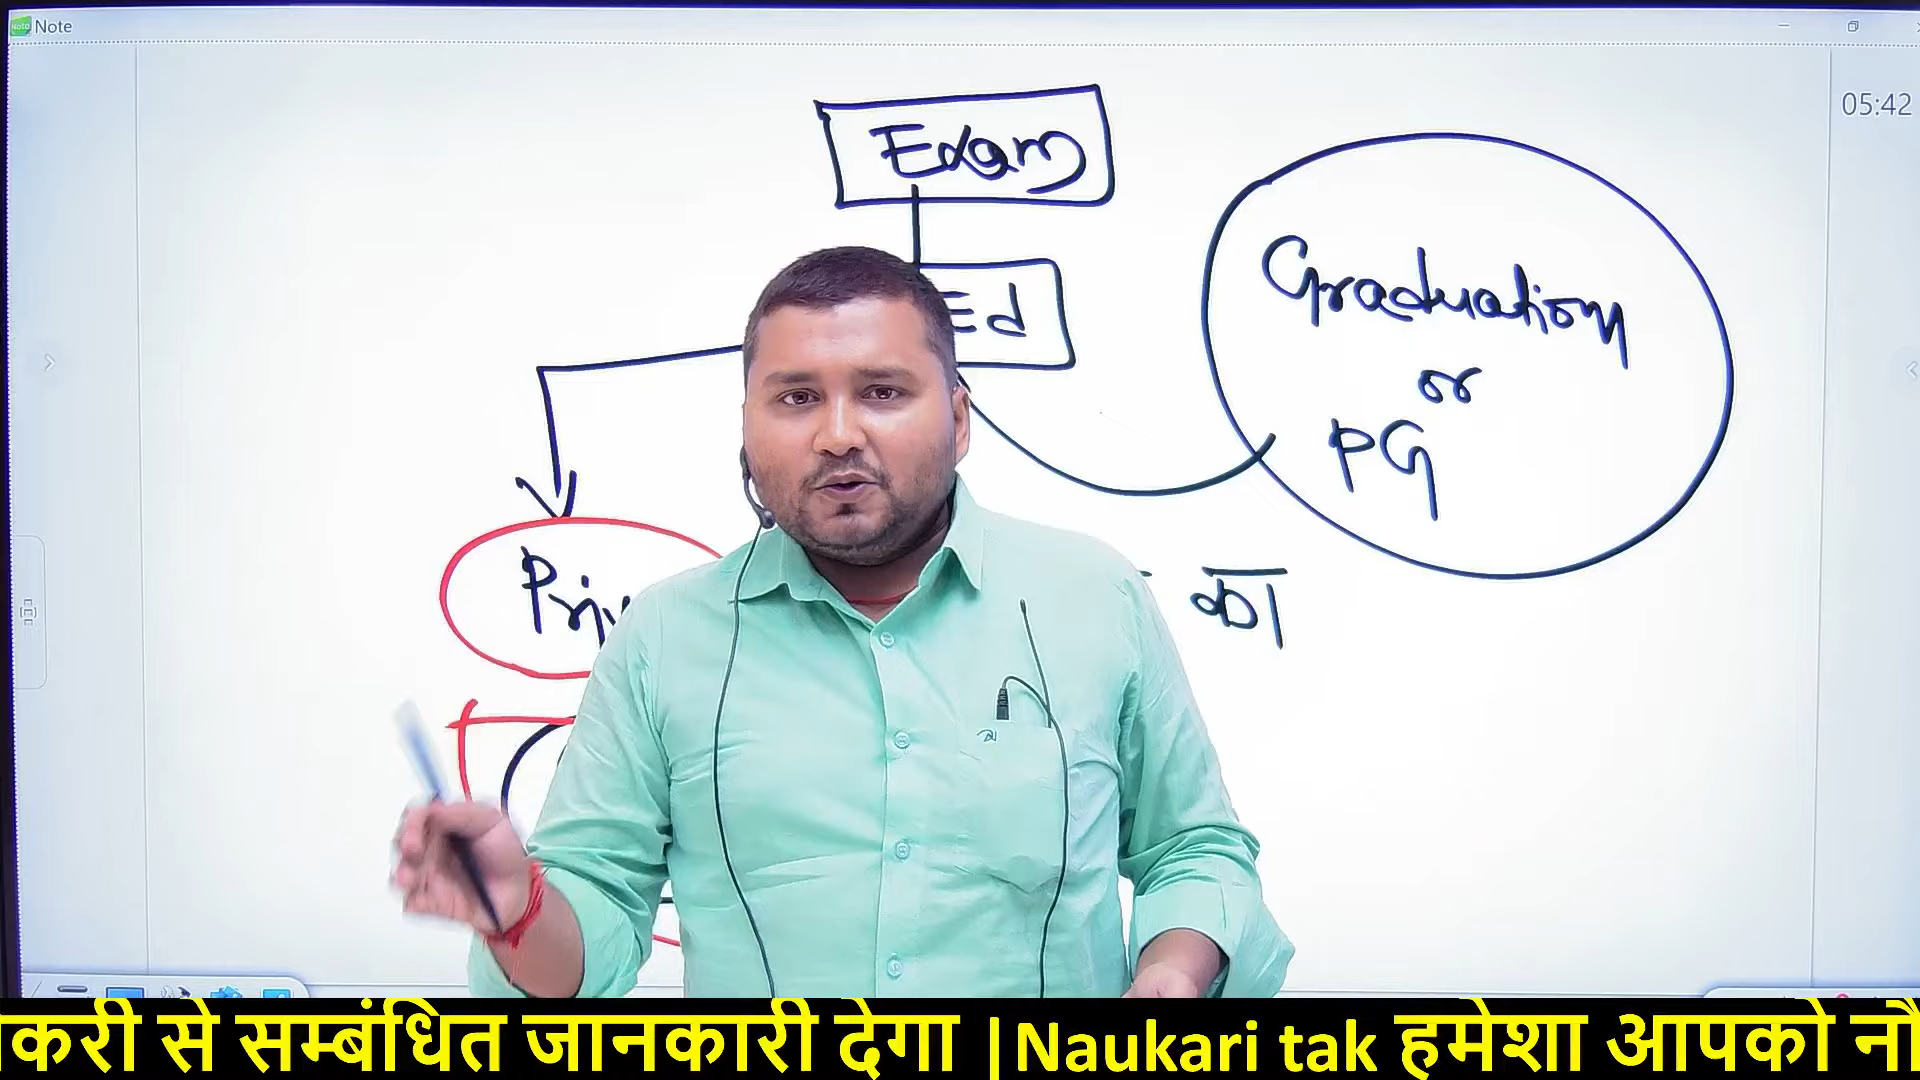 Note
05:42
Exam
Ed
Graduation
or
PG
का
करी से सम्बंधित जानकारी देगा | Naukari tak हमेशा आपको नौ